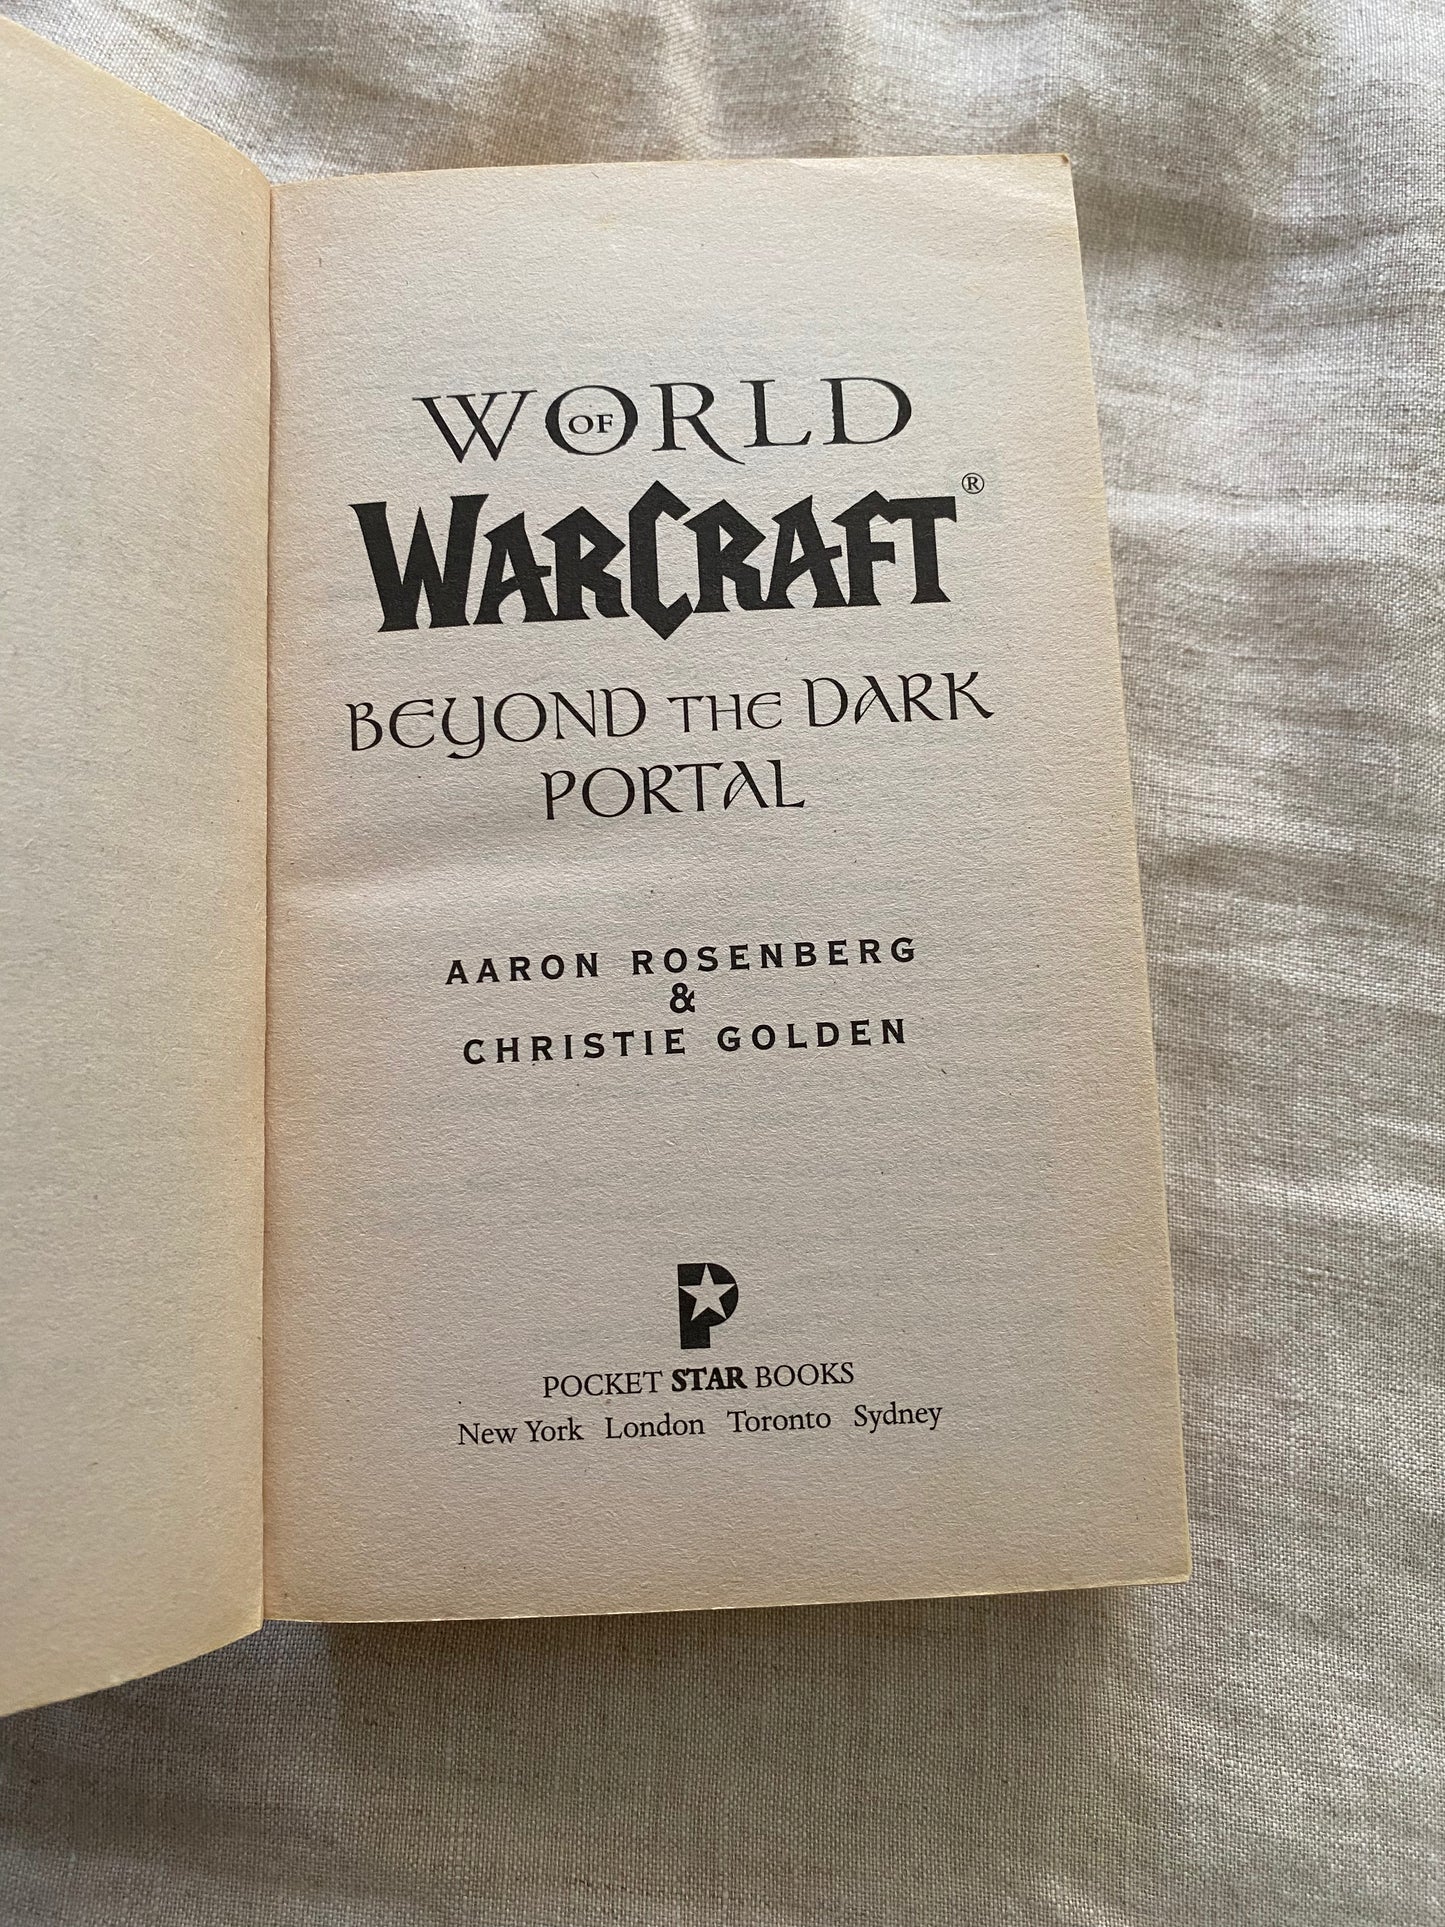 WORLD
OF
WARCRAFT®
BEYOND THE DARK
PORTAL
AARON ROSENBERG
&
CHRISTIE GOLDEN
P
POCKET STAR BOOKS
New York London Toronto Sydney